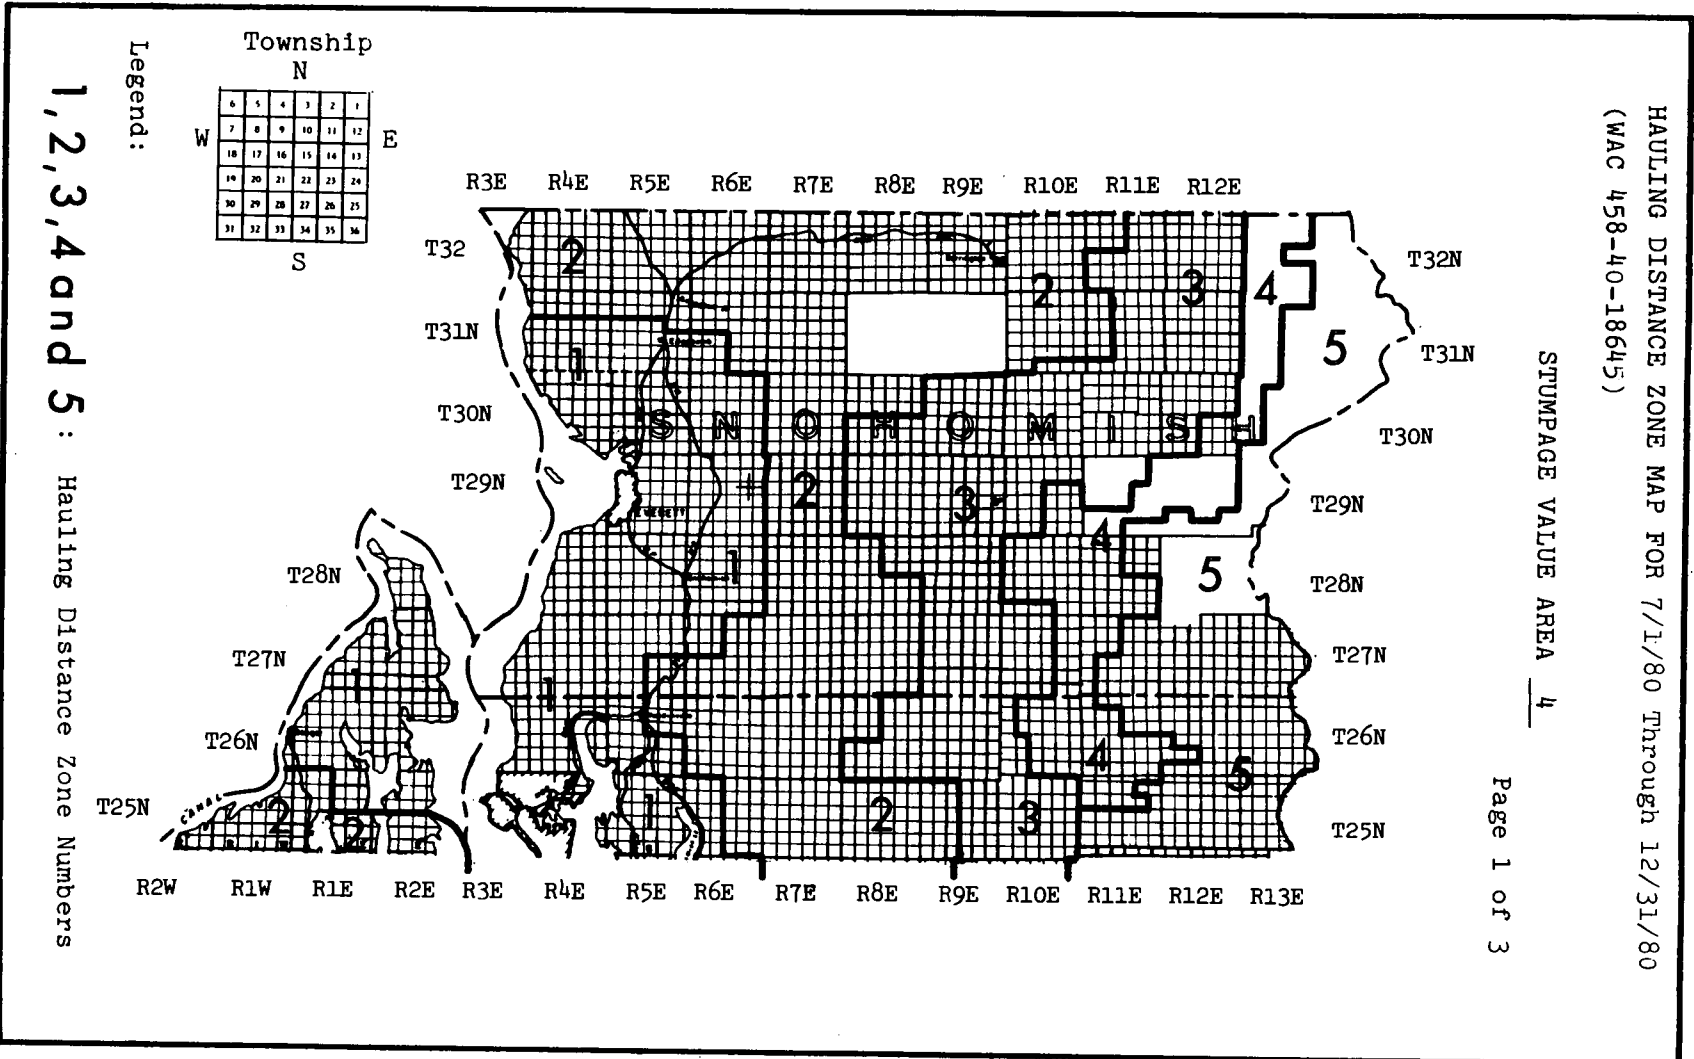 HAULING DISTANCE ZONE MAP FOR 7/1/80 Through 12/31/80
(WAC 458-40-18645)
STUMPAGE VALUE AREA 4
Page 1 of 3
Township
N
W
E
S
6 5 4 3 2 1
7 8 9 10 11 12
18 17 16 15 14 13
19 20 21 22 23 24
30 29 28 27 26 25
31 32 33 34 35 36
Legend:
1,2,3,4 and 5: Hauling Distance Zone Numbers
R3E R4E R5E R6E R7E R8E R9E R10E R11E R12E
T32 T32N
2 2 3 4
T31N T31N
1 5
T30N T30N
S N O H O M I S H
T29N T29N
2 3
EVERETT
4
T28N T28N
1 5
T27N T27N
1 1
T26N T26N
4 5
T25N T25N
CANAL
2 2 1 2 3
R2W R1W R1E R2E R3E R4E R5E R6E R7E R8E R9E R10E R11E R12E R13E